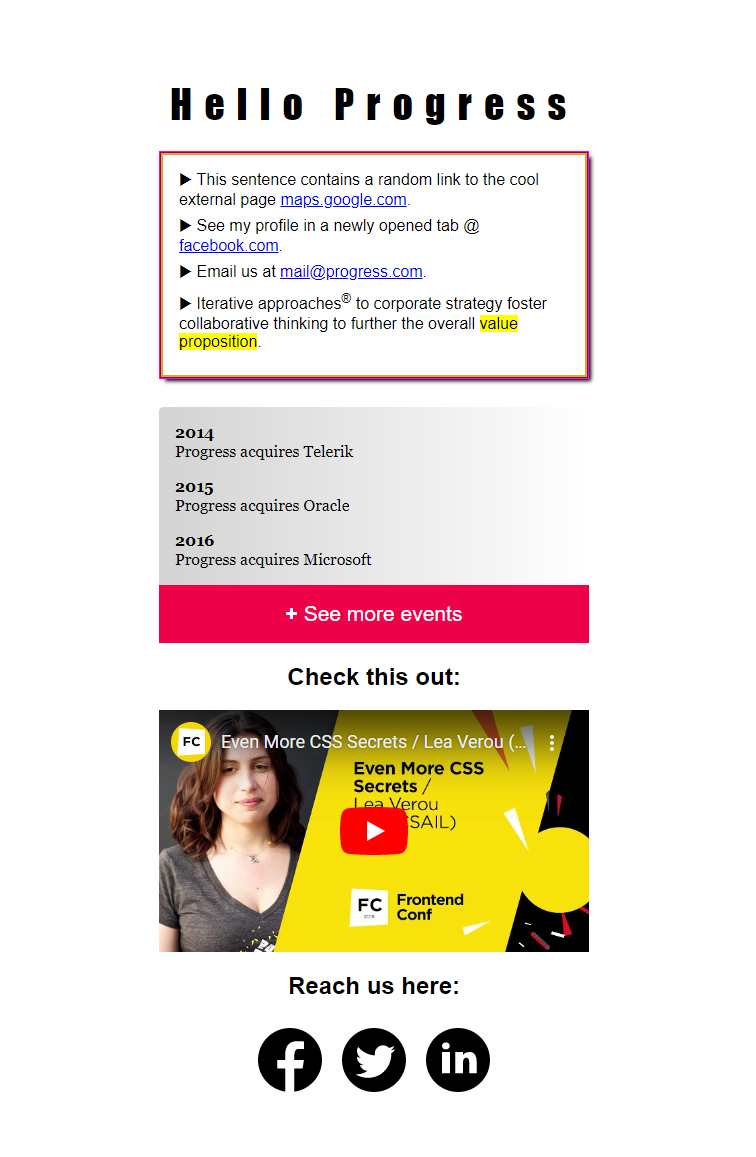 Hello Progress
▶ This sentence contains a random link to the cool
external page maps.google.com.
▶ See my profile in a newly opened tab @
facebook.com.
▶ Email us at mail@progress.com.
▶ Iterative approaches® to corporate strategy foster
collaborative thinking to further the overall value
proposition.
2014
Progress acquires Telerik
2015
Progress acquires Oracle
2016
Progress acquires Microsoft
+ See more events
Check this out:
FC
Even More CSS Secrets / Lea Verou (...
Even More CSS
Secrets /
Lea Verou
CSAIL)
FC
2018
Frontend
Conf
Reach us here:
f
in